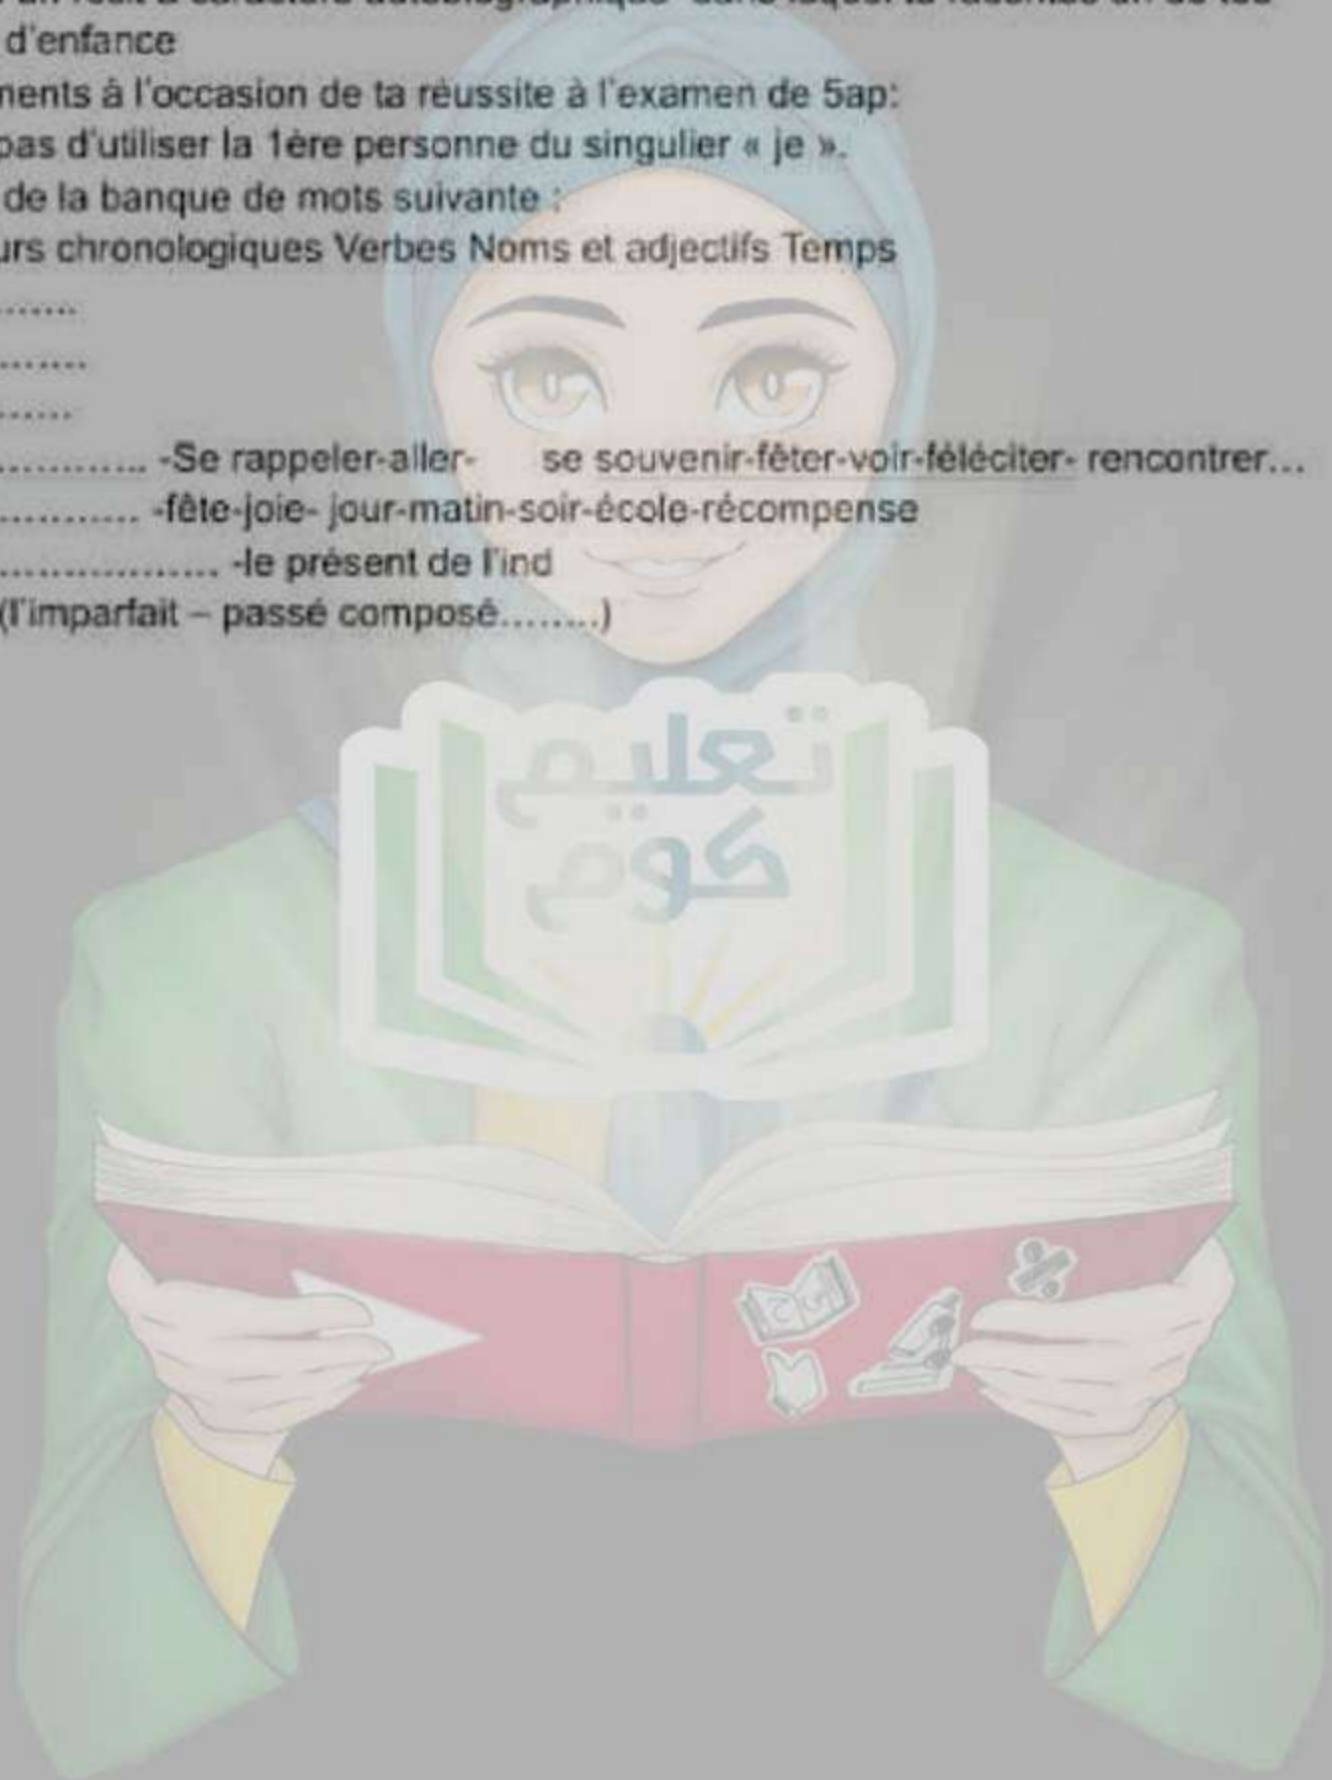 d'enfance
ments à l'occasion de ta réussite à l'examen de 5ap:
pas d'utiliser la 1ère personne du singulier « je ».
de la banque de mots suivante :
urs chronologiques Verbes Noms et adjectifs Temps
.......
........
......
............ -Se rappeler-aller- se souvenir-fêter-voir-féléciter- rencontrer...
........... -fête-joie- jour-matin-soir-école-récompense
.................. -le présent de l'ind
(l'imparfait – passé composé........)
تعليم
كوم